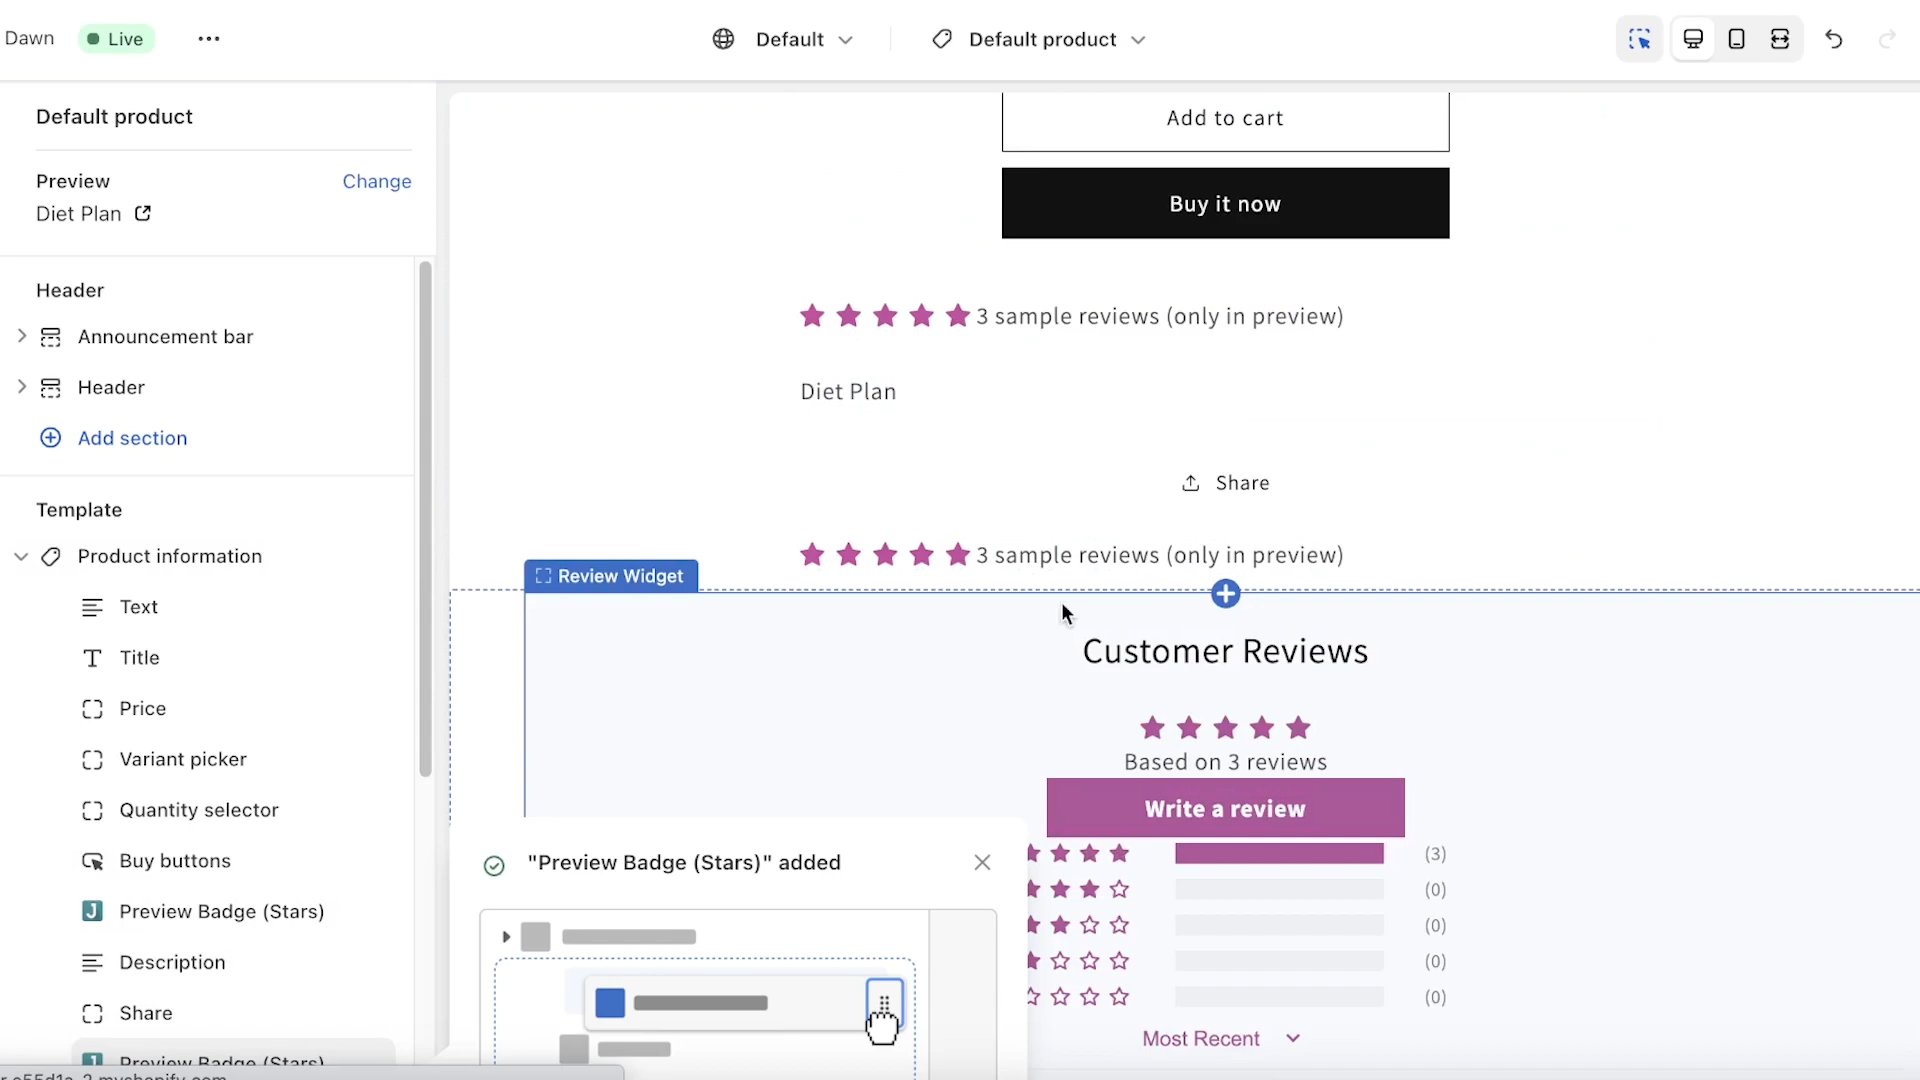 Dawn
Live
Default
Default product
Default product
Preview
Change
Diet Plan
Header
Announcement bar
Header
Add section
Template
Product information
Text
Title
Price
Variant picker
Quantity selector
Buy buttons
J Preview Badge (Stars)
Description
Share
Preview Badge (Stars)
Add to cart
Buy it now
3 sample reviews (only in preview)
Diet Plan
Share
3 sample reviews (only in preview)
Review Widget
Customer Reviews
Based on 3 reviews
Write a review
(3)
(0)
(0)
(0)
(0)
Most Recent
"Preview Badge (Stars)" added